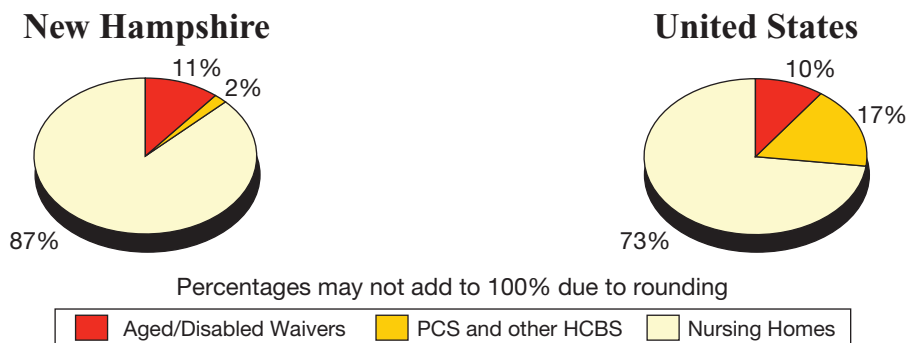 New Hampshire
11%
2%
87%
United States
10%
17%
73%
Percentages may not add to 100% due to rounding
Aged/Disabled Waivers PCS and other HCBS Nursing Homes